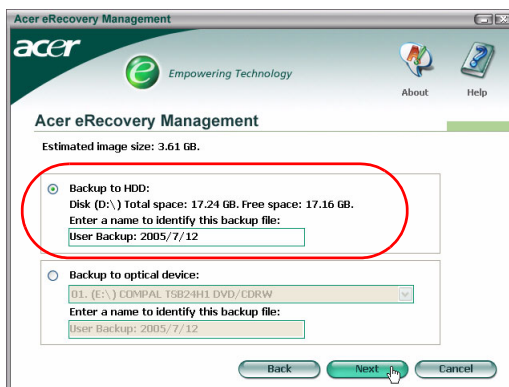 Acer eRecovery Management
acer
Empowering Technology
About
Help
Acer eRecovery Management
Estimated image size: 3.61 GB.
Backup to HDD:
Disk (D:\) Total space: 17.24 GB. Free space: 17.16 GB.
Enter a name to identify this backup file:
User Backup: 2005/7/12
Backup to optical device:
01. (E:\) COMPAL TSB24H1 DVD/CDRW
Enter a name to identify this backup file:
User Backup: 2005/7/12
Back
Next
Cancel